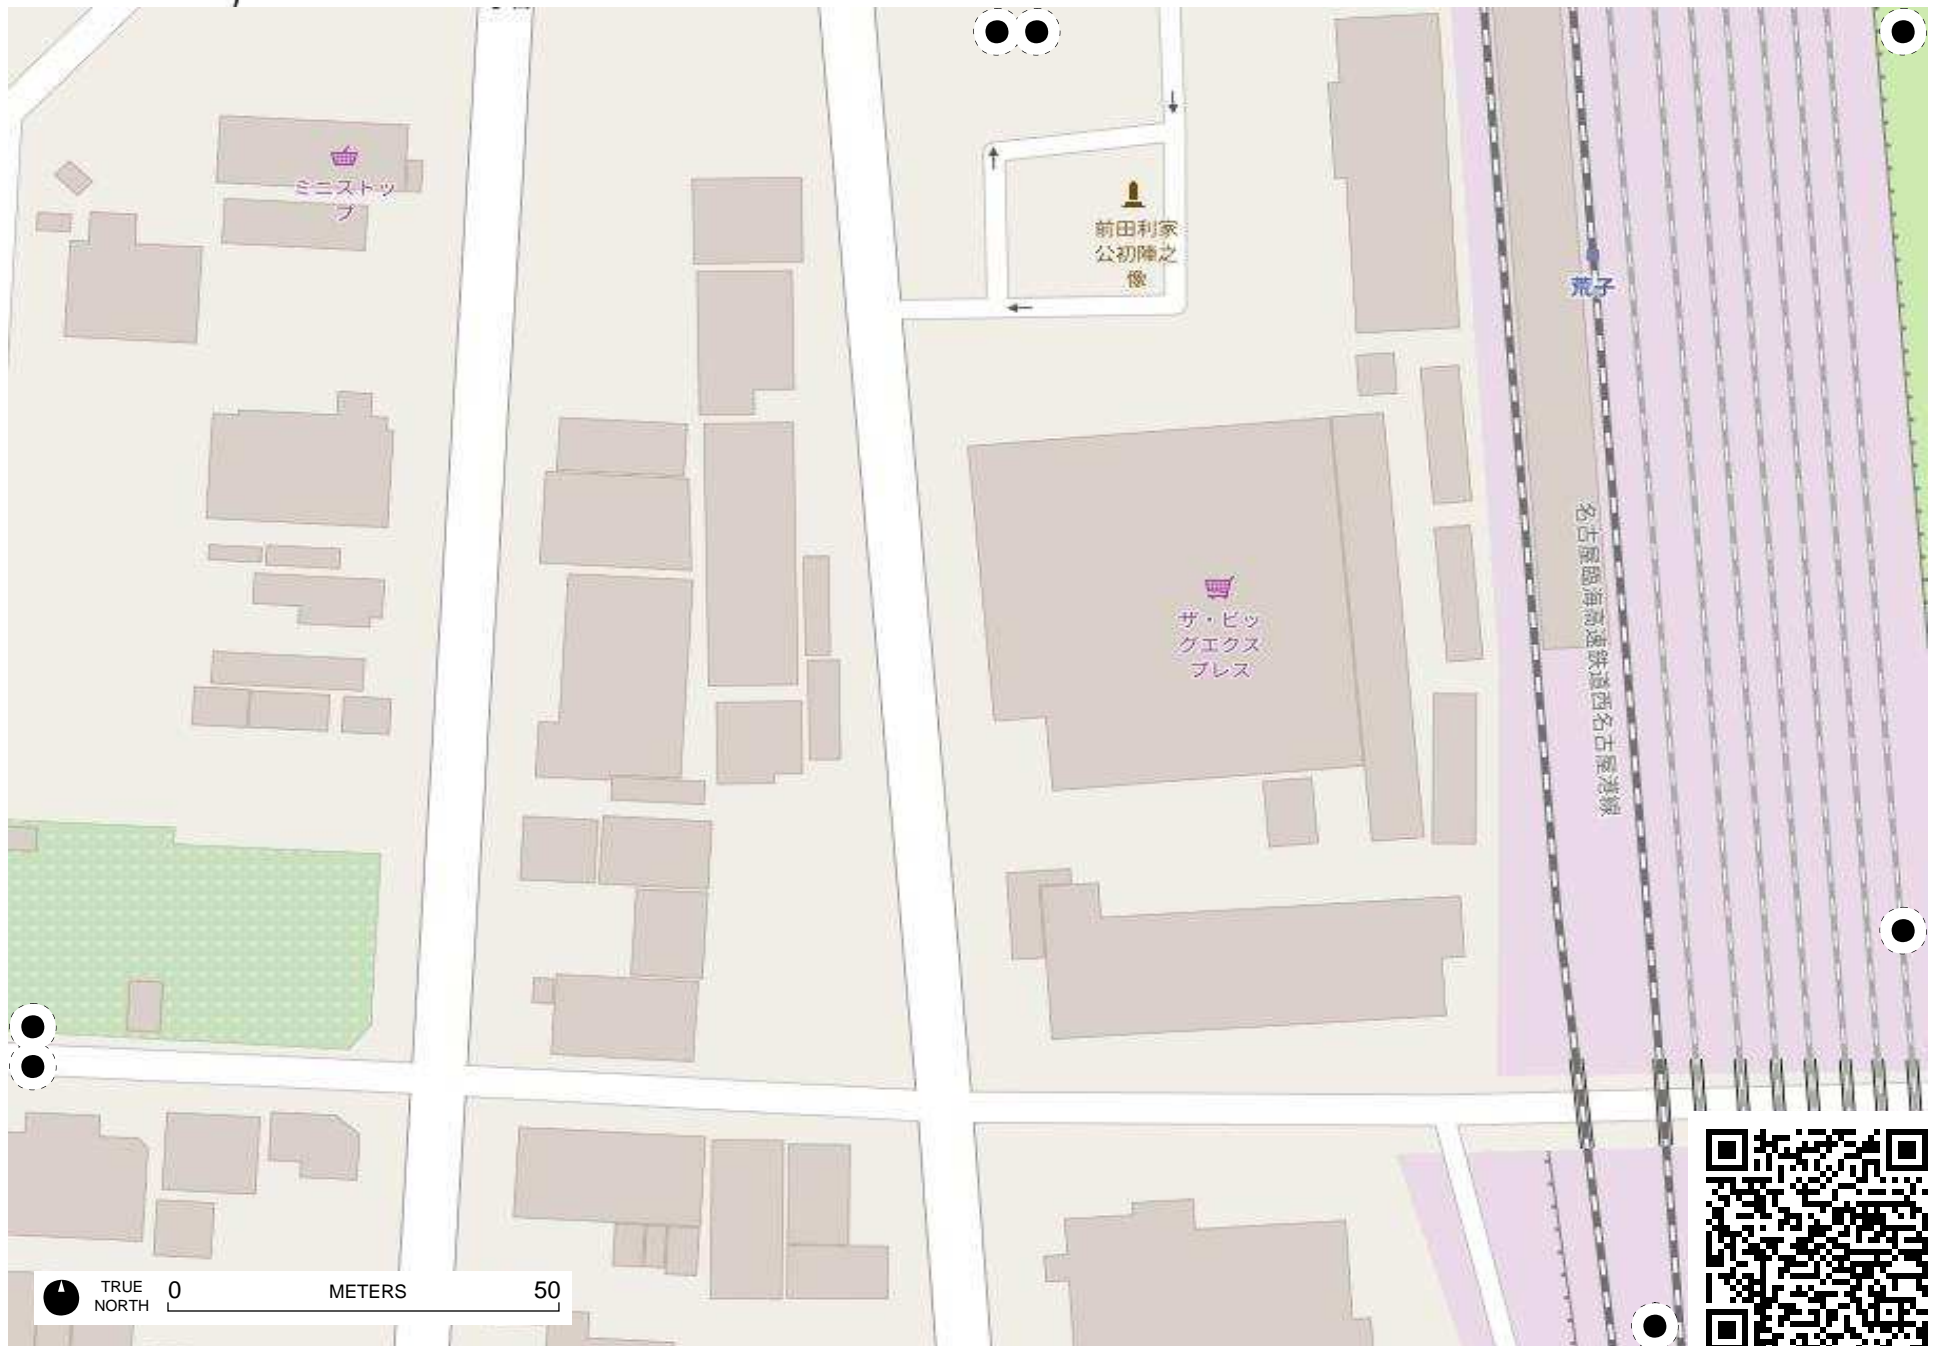 ミニストッ
プ
前田利家
公初陣之
像
荒子
ザ・ビッ
グエクス
プレス
名古屋臨海高速鉄道西名古屋港線
TRUE
NORTH
0 METERS 50